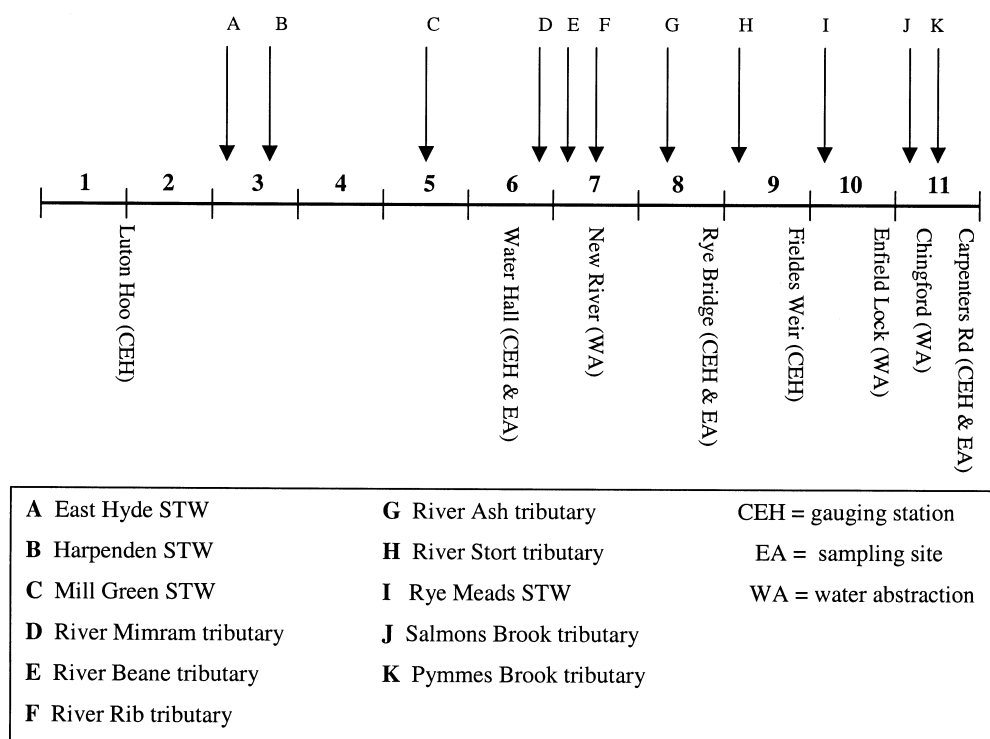 A B C D E F G H I J K
1 2 3 4 5 6 7 8 9 10 11
Luton Hoo (CEH)
Water Hall (CEH & EA)
New River (WA)
Rye Bridge (CEH & EA)
Fieldes Weir (CEH)
Enfield Lock (WA)
Chingford (WA)
Carpenters Rd (CEH & EA)
A East Hyde STW
B Harpenden STW
C Mill Green STW
D River Mimram tributary
E River Beane tributary
F River Rib tributary
G River Ash tributary
H River Stort tributary
I Rye Meads STW
J Salmons Brook tributary
K Pymmes Brook tributary
CEH = gauging station
EA = sampling site
WA = water abstraction